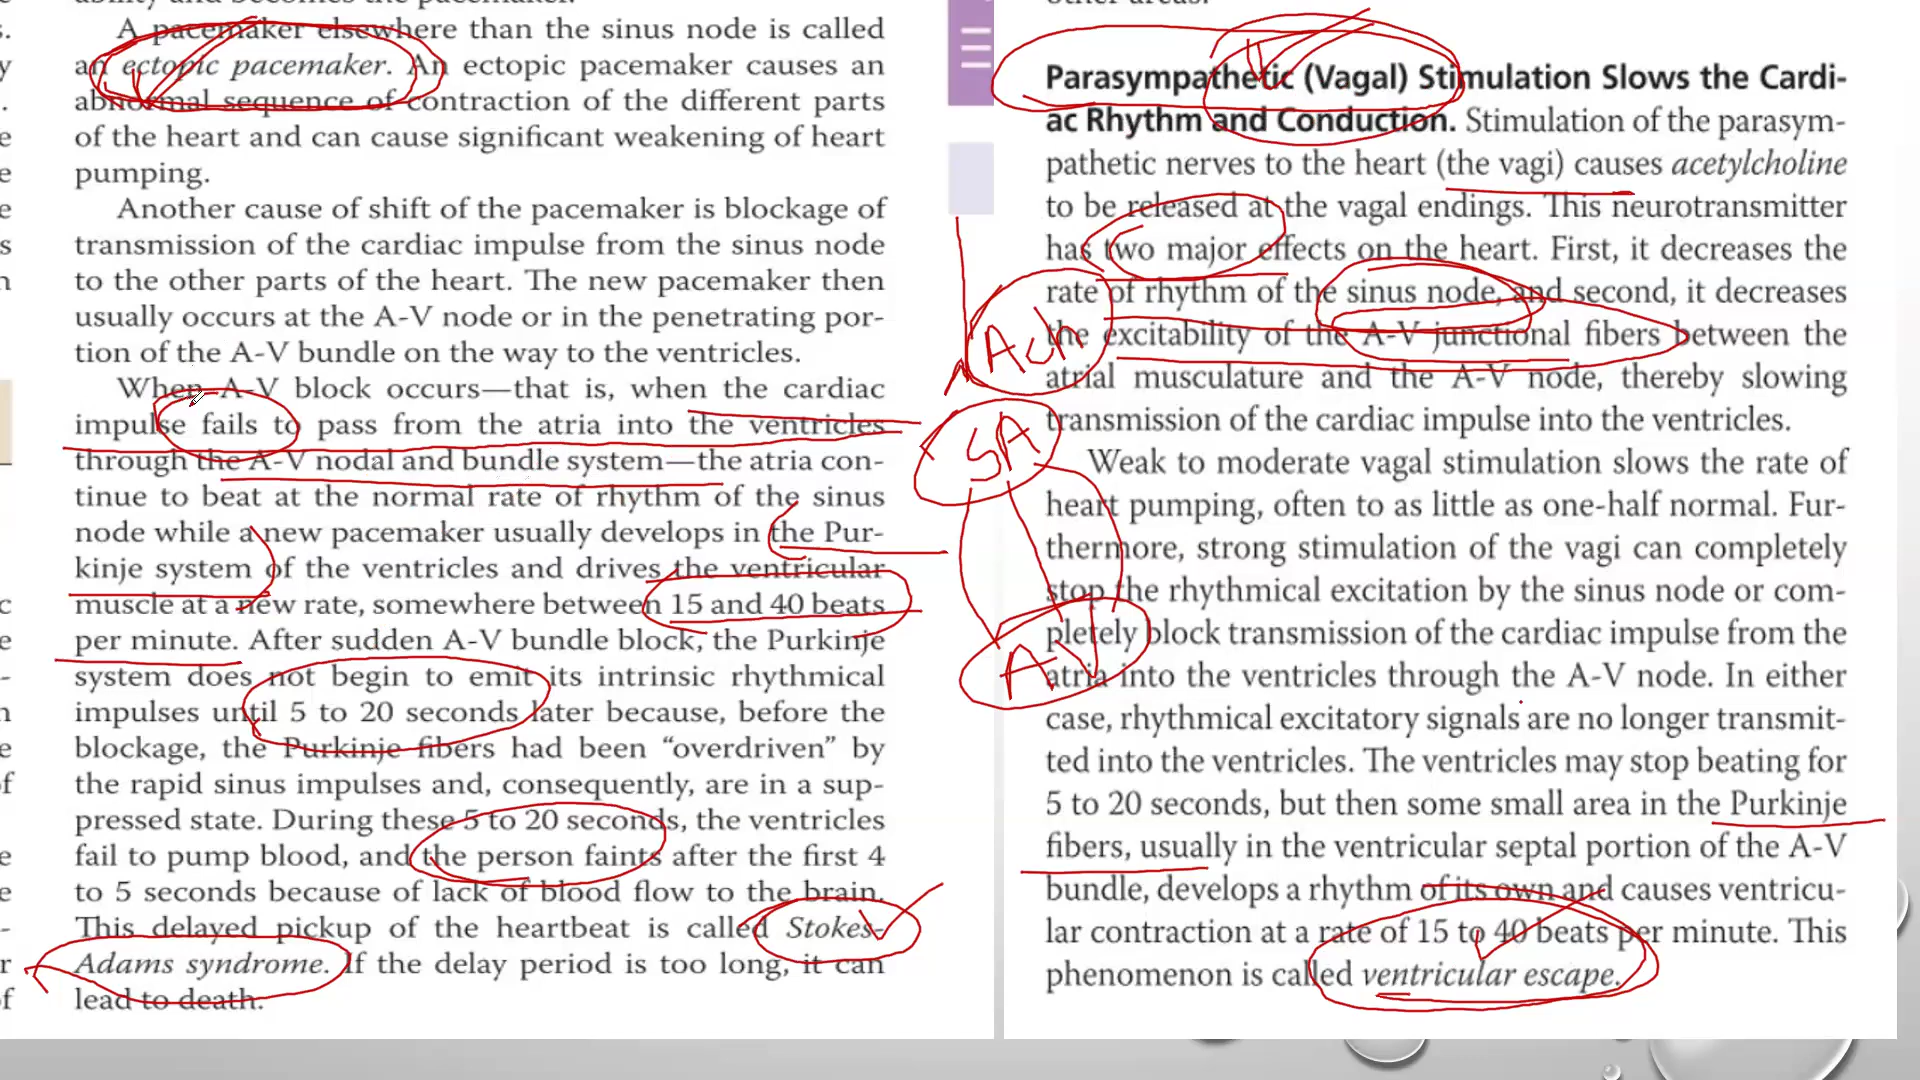 ability and becomes the pacemaker.
A pacemaker elsewhere than the sinus node is called
an ectopic pacemaker. An ectopic pacemaker causes an
abnormal sequence of contraction of the different parts
of the heart and can cause significant weakening of heart
pumping.
Another cause of shift of the pacemaker is blockage of
transmission of the cardiac impulse from the sinus node
to the other parts of the heart. The new pacemaker then
usually occurs at the A-V node or in the penetrating por-
tion of the A-V bundle on the way to the ventricles.
When A-V block occurs—that is, when the cardiac
impulse fails to pass from the atria into the ventricles
through the A-V nodal and bundle system—the atria con-
tinue to beat at the normal rate of rhythm of the sinus
node while a new pacemaker usually develops in the Pur-
kinje system of the ventricles and drives the ventricular
muscle at a new rate, somewhere between 15 and 40 beats
per minute. After sudden A-V bundle block, the Purkinje
system does not begin to emit its intrinsic rhythmical
impulses until 5 to 20 seconds later because, before the
blockage, the Purkinje fibers had been “overdriven” by
the rapid sinus impulses and, consequently, are in a sup-
pressed state. During these 5 to 20 seconds, the ventricles
fail to pump blood, and the person faints after the first 4
to 5 seconds because of lack of blood flow to the brain.
This delayed pickup of the heartbeat is called Stokes-
Adams syndrome. If the delay period is too long, it can
lead to death.
ACh
SA
AV
other areas.
Parasympathetic (Vagal) Stimulation Slows the Cardi-
ac Rhythm and Conduction. Stimulation of the parasym-
pathetic nerves to the heart (the vagi) causes acetylcholine
to be released at the vagal endings. This neurotransmitter
has two major effects on the heart. First, it decreases the
rate of rhythm of the sinus node, and second, it decreases
the excitability of the A-V junctional fibers between the
atrial musculature and the A-V node, thereby slowing
transmission of the cardiac impulse into the ventricles.
Weak to moderate vagal stimulation slows the rate of
heart pumping, often to as little as one-half normal. Fur-
thermore, strong stimulation of the vagi can completely
stop the rhythmical excitation by the sinus node or com-
pletely block transmission of the cardiac impulse from the
atria into the ventricles through the A-V node. In either
case, rhythmical excitatory signals are no longer transmit-
ted into the ventricles. The ventricles may stop beating for
5 to 20 seconds, but then some small area in the Purkinje
fibers, usually in the ventricular septal portion of the A-V
bundle, develops a rhythm of its own and causes ventricu-
lar contraction at a rate of 15 to 40 beats per minute. This
phenomenon is called ventricular escape.